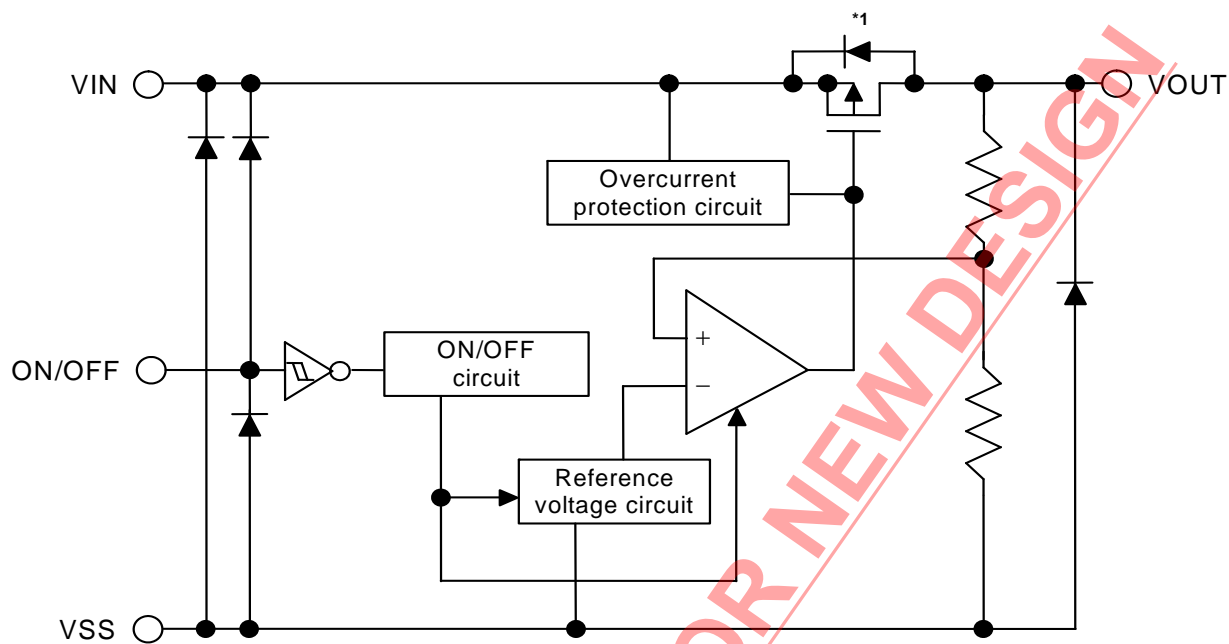 *1
VIN
VOUT
Overcurrent
protection circuit
+
ON/OFF
ON/OFF
circuit
−
Reference
voltage circuit
VSS
OR NEW DESIGN